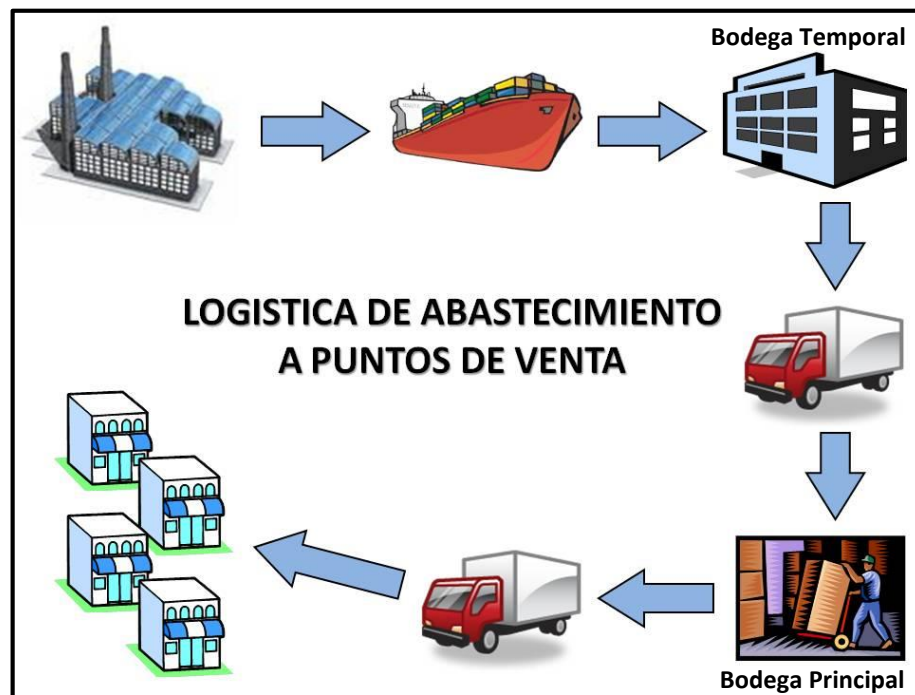 Bodega Temporal
LOGISTICA DE ABASTECIMIENTO
A PUNTOS DE VENTA
Bodega Principal